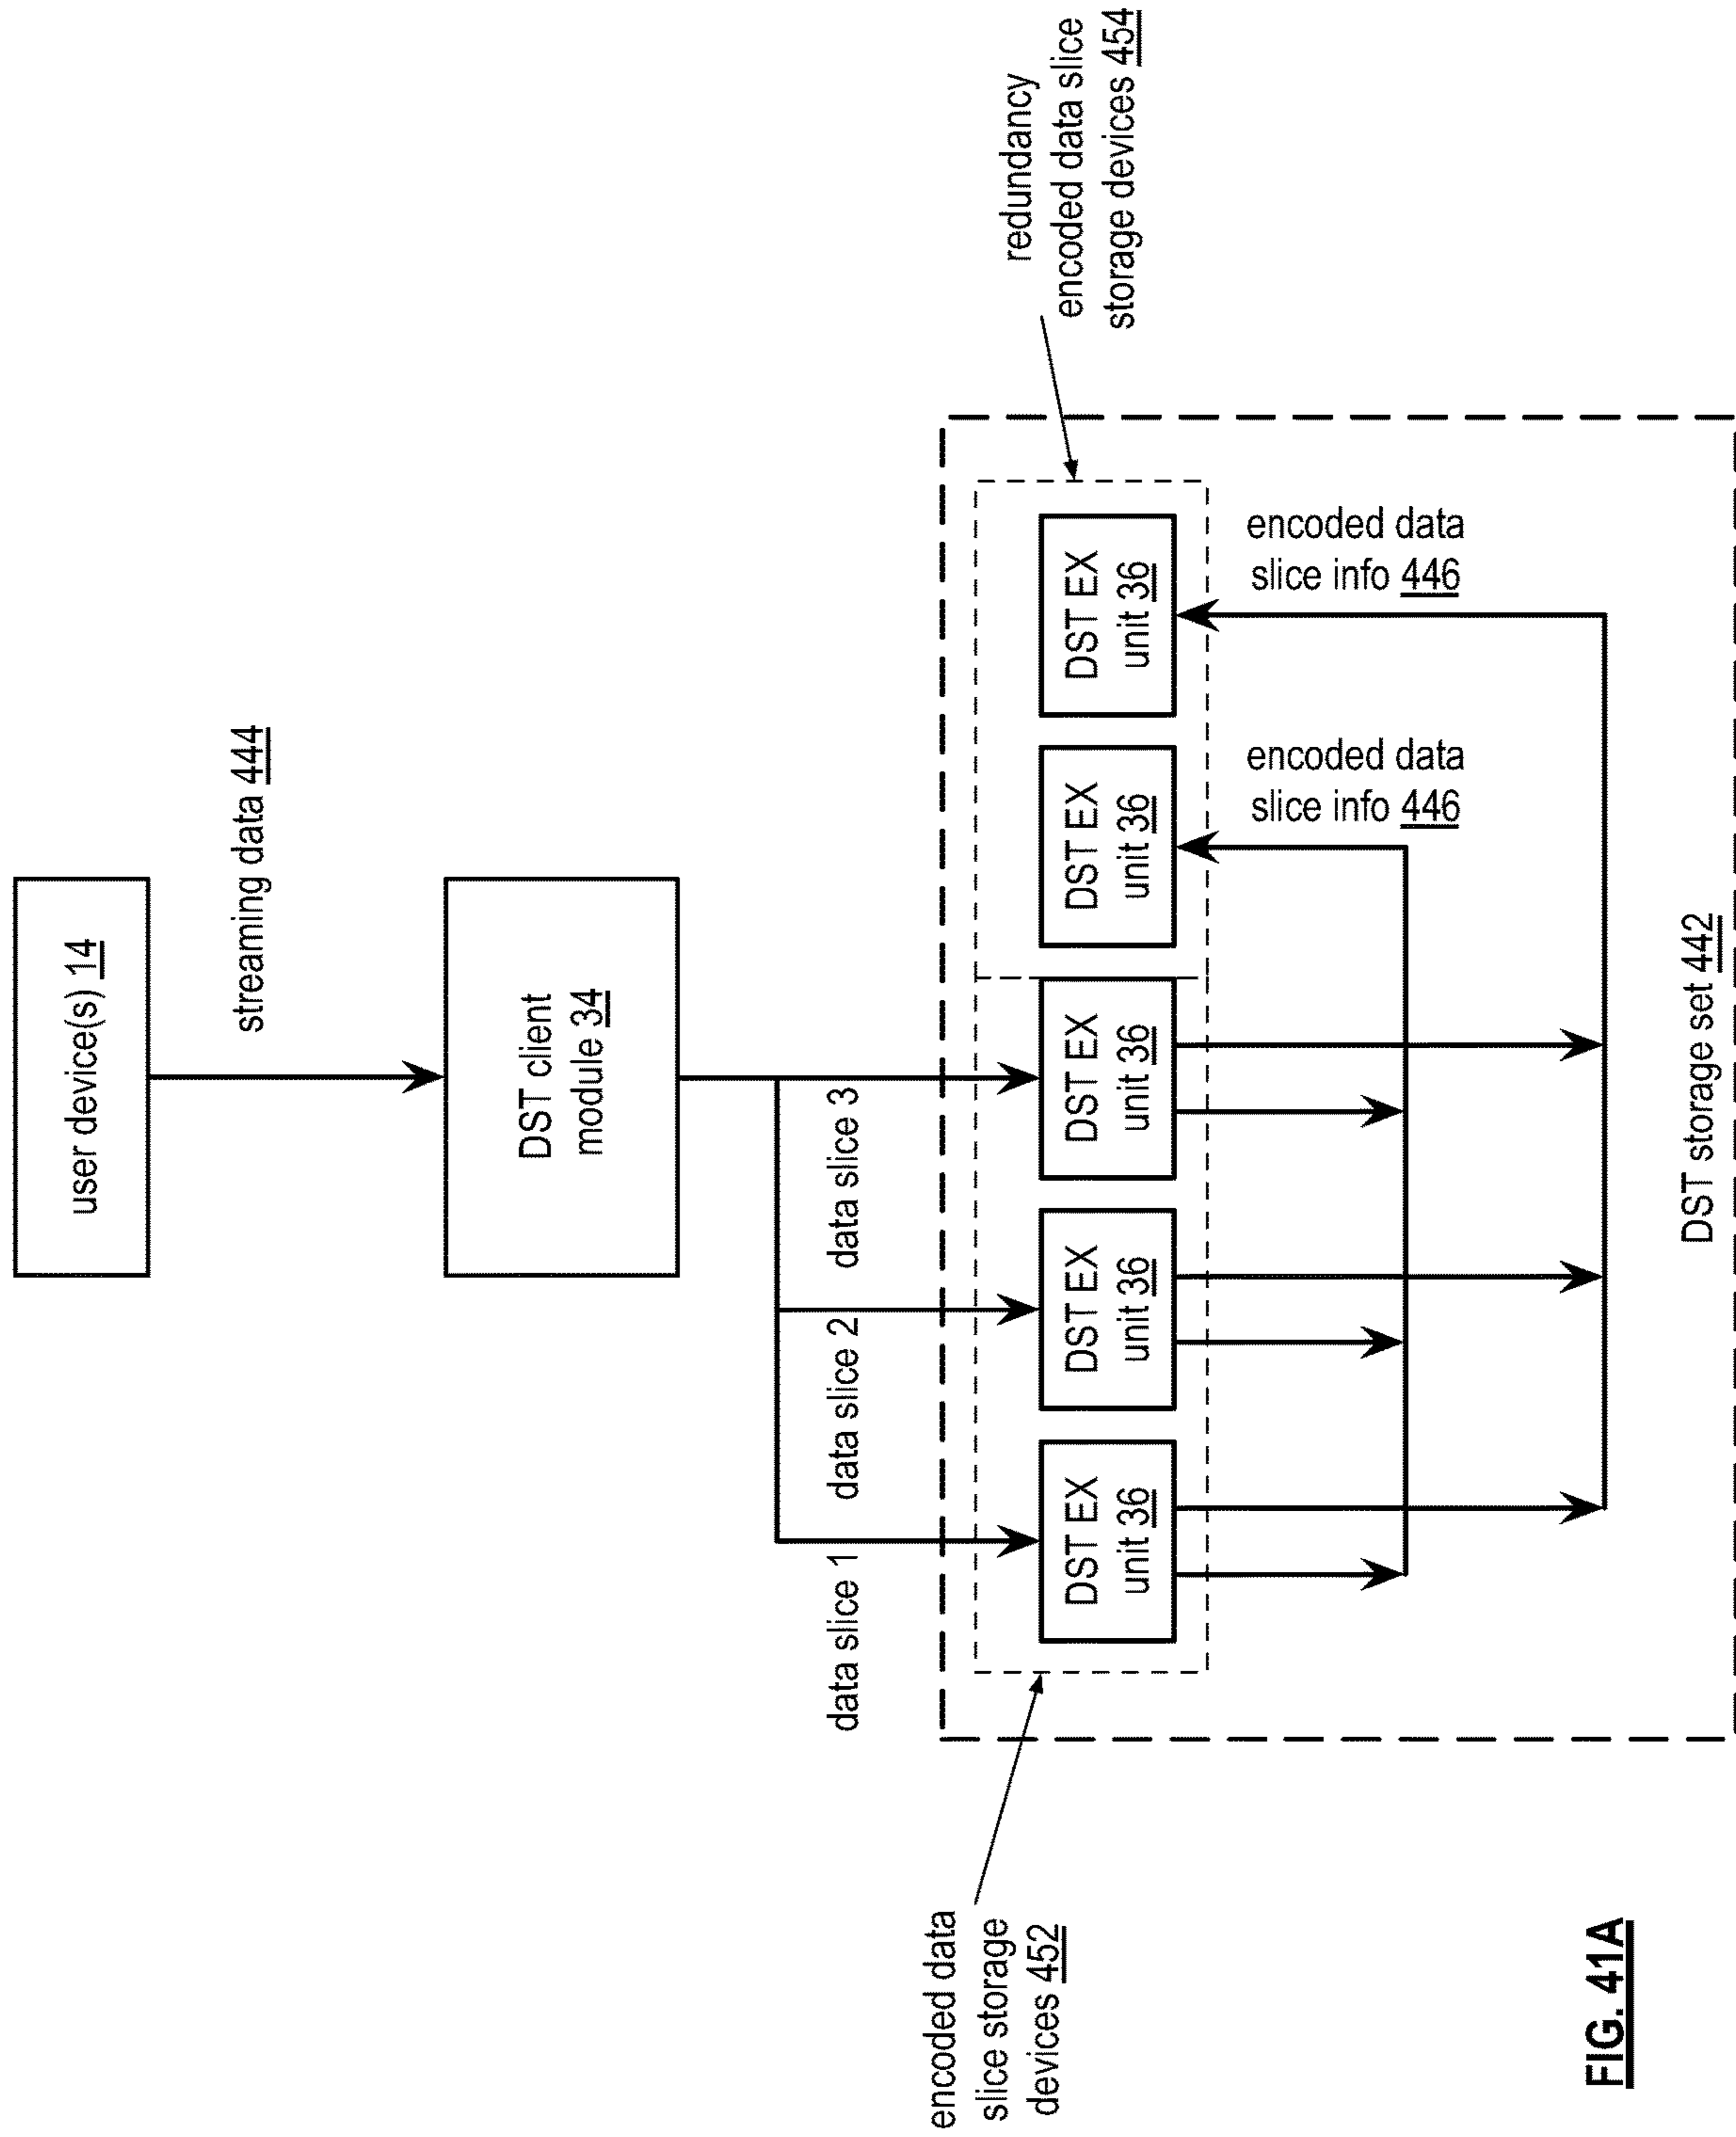 user device(s) 14
streaming data 444
DST client
module 34
data slice 1
data slice 2
data slice 3
encoded data
slice storage
devices 452
redundancy
encoded data slice
storage devices 454
DST EX
unit 36
DST EX
unit 36
DST EX
unit 36
DST EX
unit 36
DST EX
unit 36
encoded data
slice info 446
encoded data
slice info 446
DST storage set 442
FIG. 41A